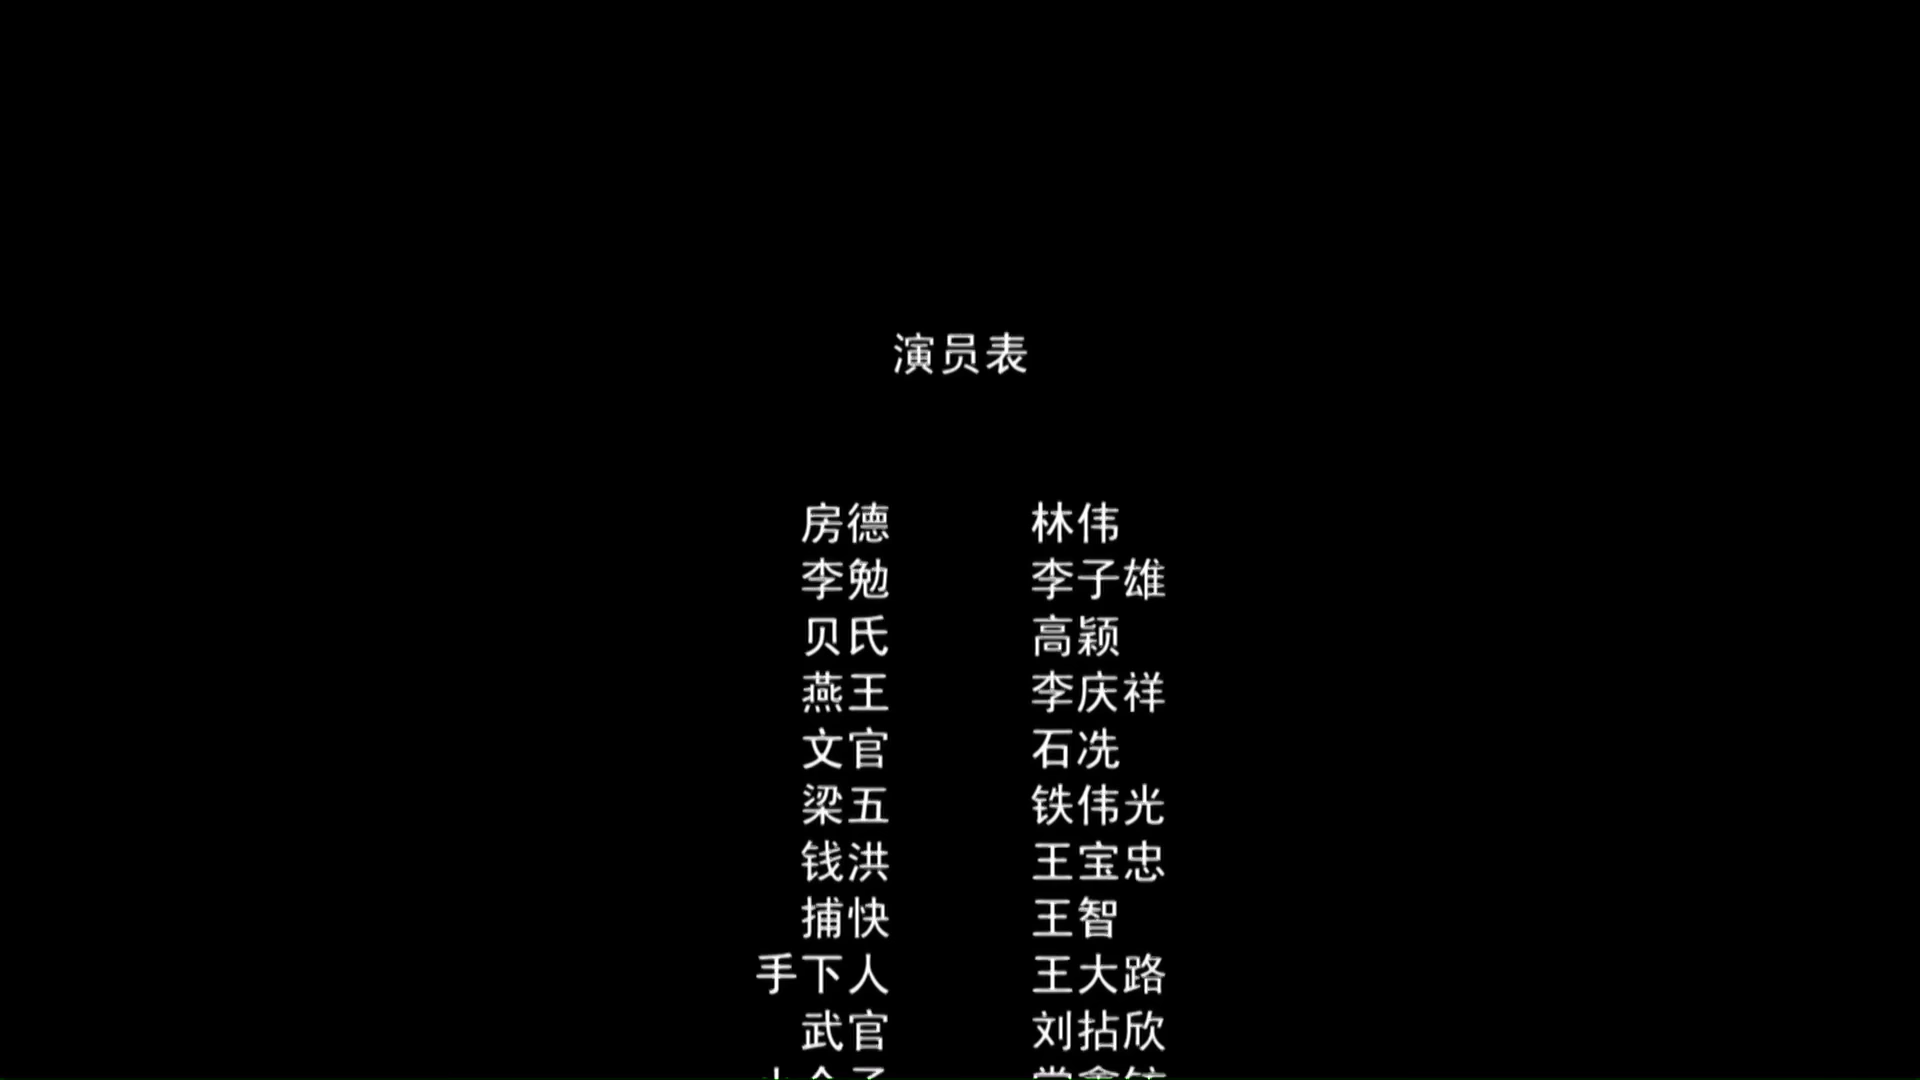 演员表
房德 林伟
李勉 李子雄
贝氏 高颖
燕王 李庆祥
文官 石冼
梁五 铁伟光
钱洪 王宝忠
捕快 王智
手下人 王大路
武官 刘拈欣